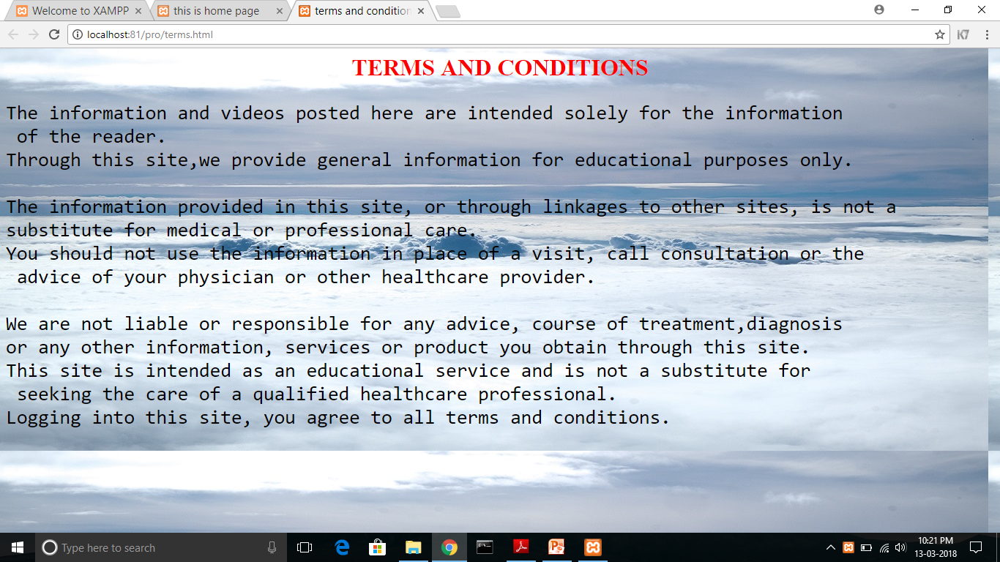 Welcome to XAMPP
this is home page
terms and condition
localhost:81/pro/terms.html
K7
TERMS AND CONDITIONS
The information and videos posted here are intended solely for the information
of the reader.
Through this site,we provide general information for educational purposes only.
The information provided in this site, or through linkages to other sites, is not a
substitute for medical or professional care.
You should not use the information in place of a visit, call consultation or the
advice of your physician or other healthcare provider.
We are not liable or responsible for any advice, course of treatment,diagnosis
or any other information, services or product you obtain through this site.
This site is intended as an educational service and is not a substitute for
seeking the care of a qualified healthcare professional.
Logging into this site, you agree to all terms and conditions.
Type here to search
10:21 PM
13-03-2018